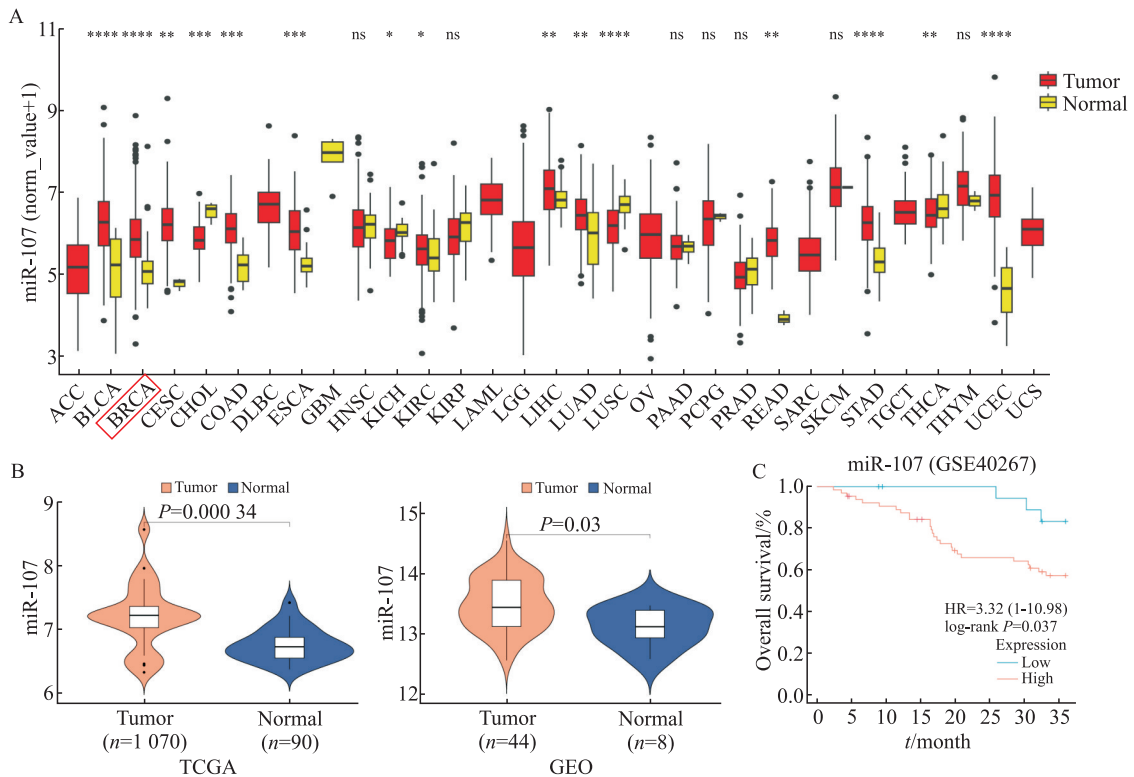 A
**** **** ** *** *** *** ns * * ns ** ** **** ns ns ns ** ns **** ** ns ****
Tumor
Normal
miR-107 (norm_value+1)
11
9
7
5
3
ACC BLCA BRCA CESC CHOL COAD DLBC ESCA GBM HNSC KICH KIRC KIRP LAML LGG LIHC LUAD LUSC OV PAAD PCPG PRAD READ SARC SKCM STAD TGCT THCA THYM UCEC UCS
B
Tumor Normal
P=0.000 34
miR-107
9
8
7
6
Tumor Normal
(n=1 070) (n=90)
TCGA
Tumor Normal
P=0.03
miR-107
15
14
13
12
Tumor Normal
(n=44) (n=8)
GEO
C
miR-107 (GSE40267)
Overall survival/%
1.0
0.8
0.6
0.4
0.2
0.0
HR=3.32 (1-10.98)
log-rank P=0.037
Expression
Low
High
0 5 10 15 20 25 30 35
t/month